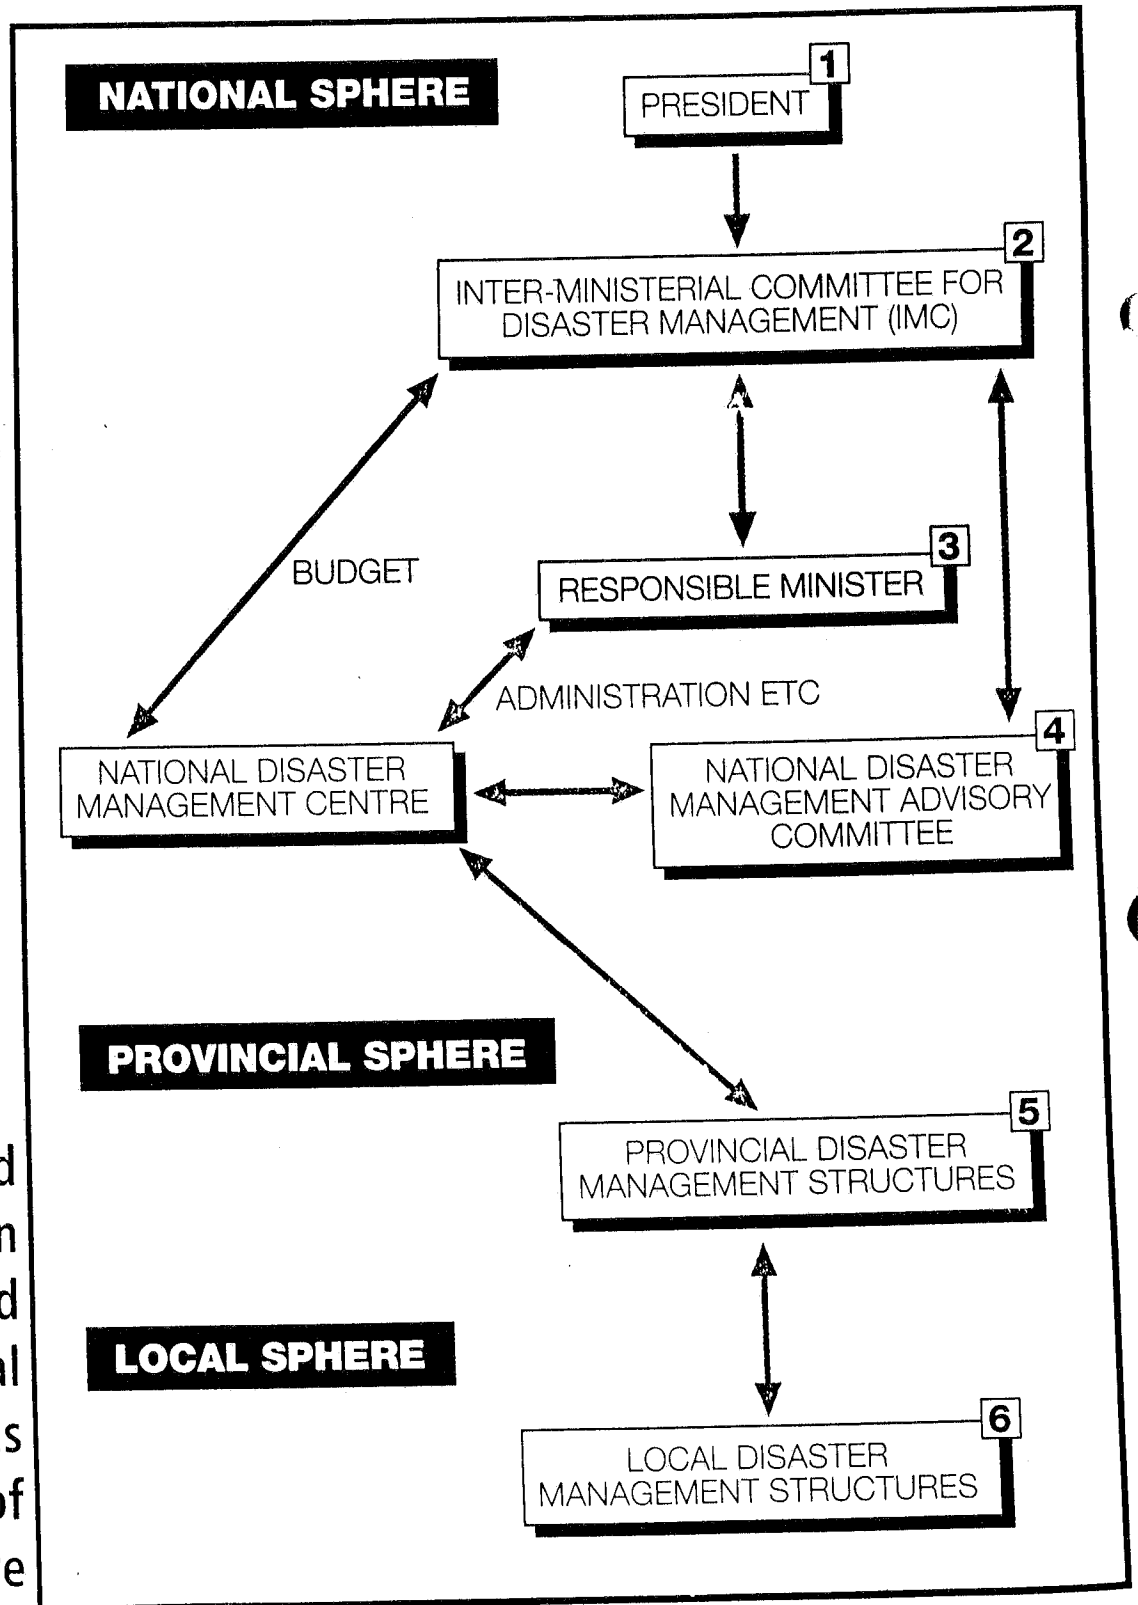 NATIONAL SPHERE
1
PRESIDENT
2
INTER-MINISTERIAL COMMITTEE FOR
DISASTER MANAGEMENT (IMC)
BUDGET
3
RESPONSIBLE MINISTER
ADMINISTRATION ETC
NATIONAL DISASTER
MANAGEMENT CENTRE
4
NATIONAL DISASTER
MANAGEMENT ADVISORY
COMMITTEE
PROVINCIAL SPHERE
5
PROVINCIAL DISASTER
MANAGEMENT STRUCTURES
LOCAL SPHERE
6
LOCAL DISASTER
MANAGEMENT STRUCTURES